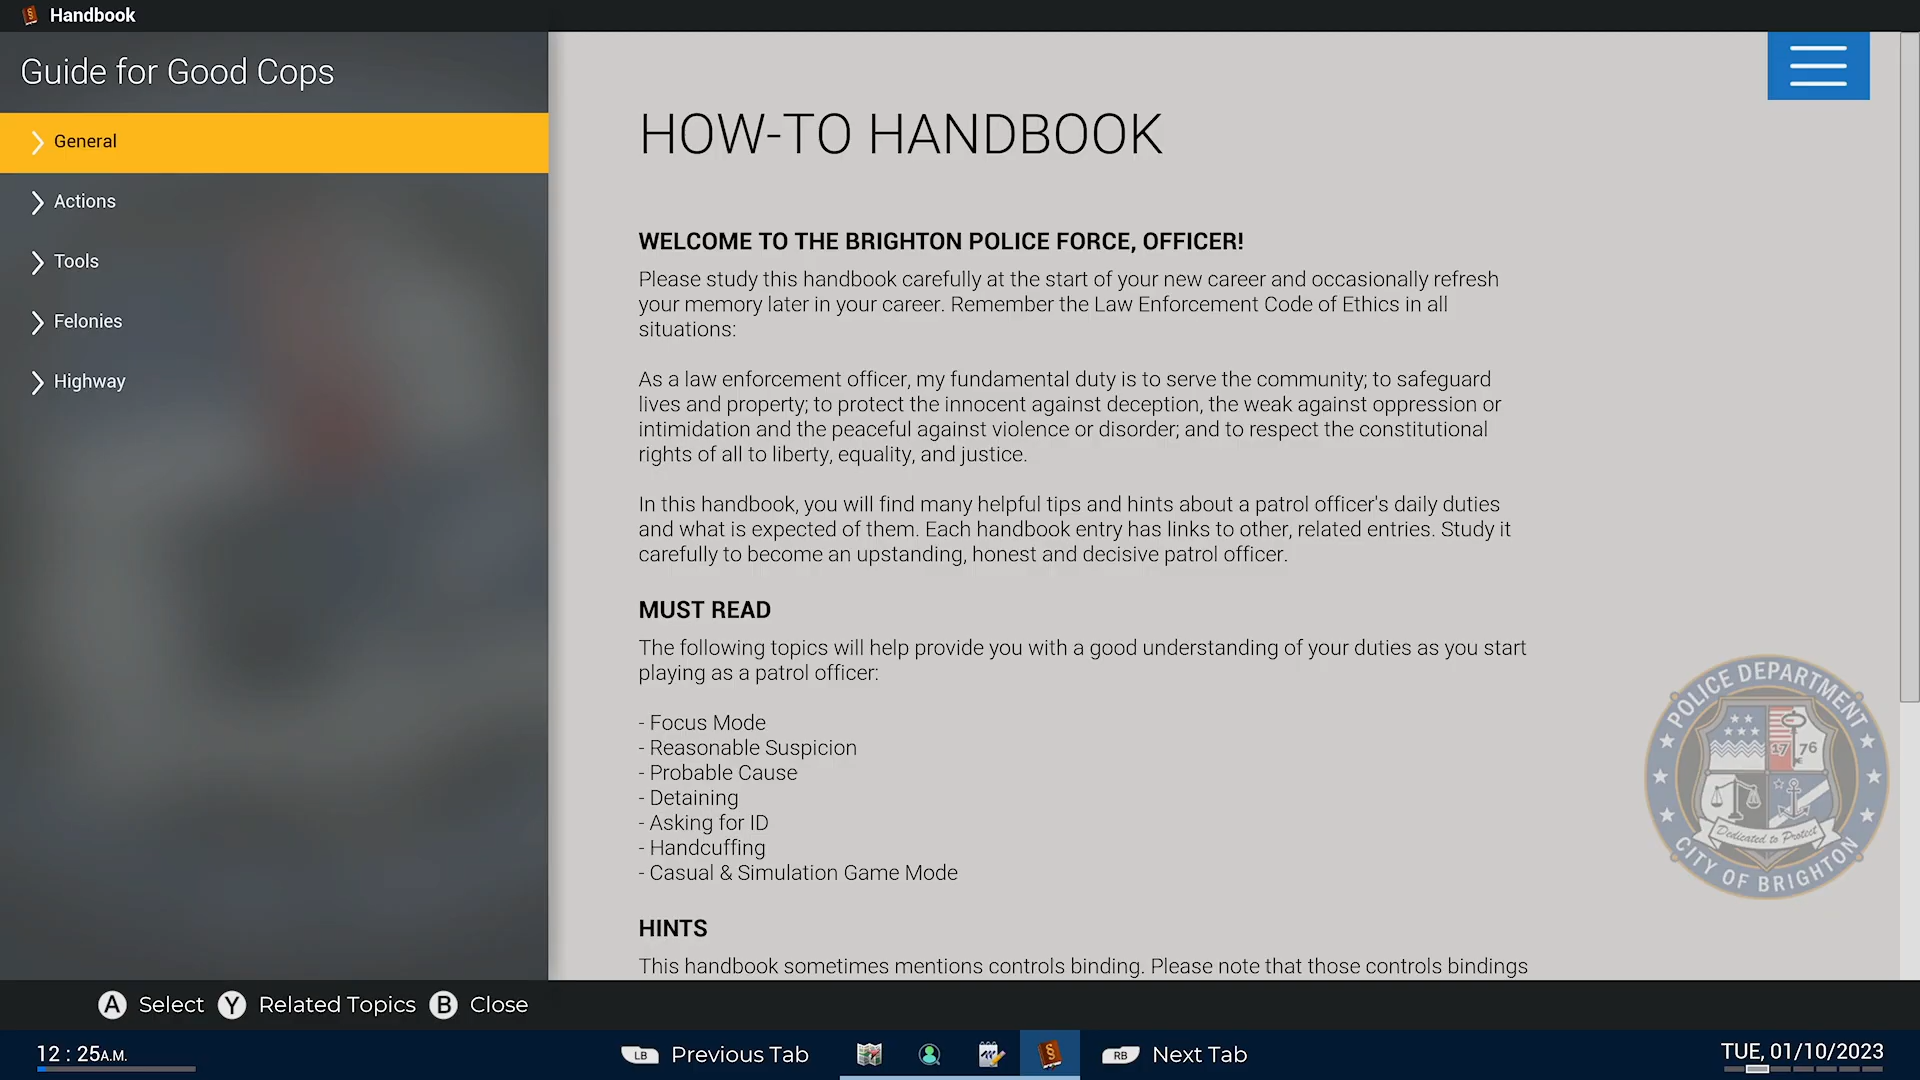 Handbook
Guide for Good Cops
General
Actions
Tools
Felonies
Highway
HOW-TO HANDBOOK
WELCOME TO THE BRIGHTON POLICE FORCE, OFFICER!
Please study this handbook carefully at the start of your new career and occasionally refresh
your memory later in your career. Remember the Law Enforcement Code of Ethics in all
situations:
As a law enforcement officer, my fundamental duty is to serve the community; to safeguard
lives and property; to protect the innocent against deception, the weak against oppression or
intimidation and the peaceful against violence or disorder; and to respect the constitutional
rights of all to liberty, equality, and justice.
In this handbook, you will find many helpful tips and hints about a patrol officer's daily duties
and what is expected of them. Each handbook entry has links to other, related entries. Study it
carefully to become an upstanding, honest and decisive patrol officer.
MUST READ
The following topics will help provide you with a good understanding of your duties as you start
playing as a patrol officer:
- Focus Mode
- Reasonable Suspicion
- Probable Cause
- Detaining
- Asking for ID
- Handcuffing
- Casual & Simulation Game Mode
HINTS
This handbook sometimes mentions controls binding. Please note that those controls bindings
POLICE DEPARTMENT
17 76
Dedicated to Protect
CITY OF BRIGHTON
A Select Y Related Topics B Close
12 : 25A.M.
LB Previous Tab
§
RB Next Tab
TUE, 01/10/2023